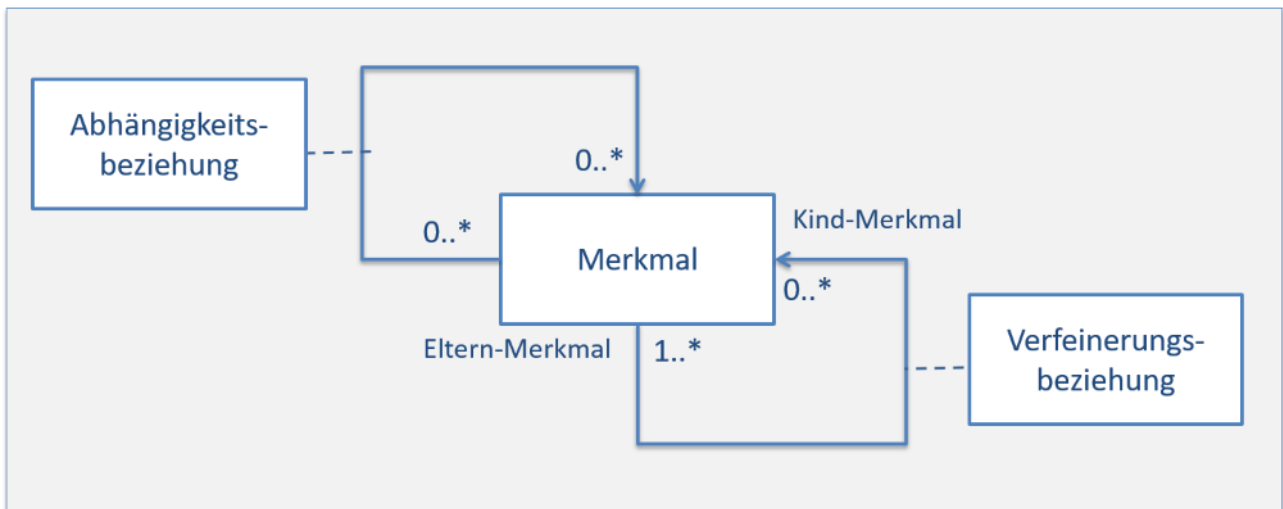 Abhängigkeits-
beziehung
0..*
0..*
Merkmal
Kind-Merkmal
0..*
Eltern-Merkmal
1..*
Verfeinerungs-
beziehung